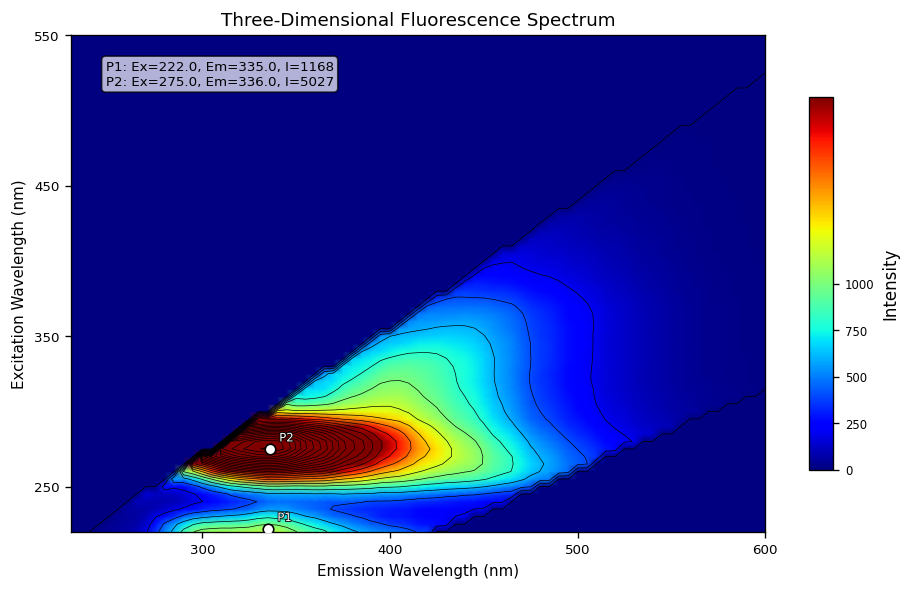 Three-Dimensional Fluorescence Spectrum
P1: Ex=222.0, Em=335.0, I=1168
P2: Ex=275.0, Em=336.0, I=5027
550
450
350
250
Excitation Wavelength (nm)
P2
P1
300
400
500
600
Emission Wavelength (nm)
1000
750
500
250
0
Intensity